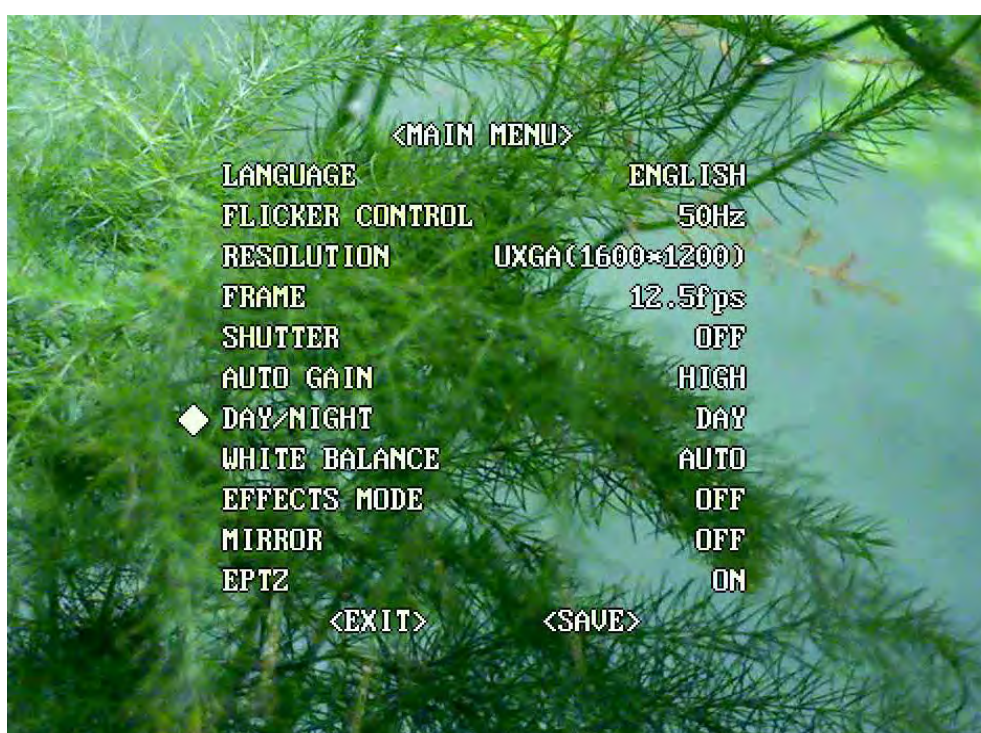 <MAIN MENU>
LANGUAGE ENGLISH
FLICKER CONTROL 50Hz
RESOLUTION UXGA(1600*1200)
FRAME 12.5fps
SHUTTER OFF
AUTO GAIN HIGH
DAY/NIGHT DAY
WHITE BALANCE AUTO
EFFECTS MODE OFF
MIRROR OFF
EPTZ ON
<EXIT> <SAVE>